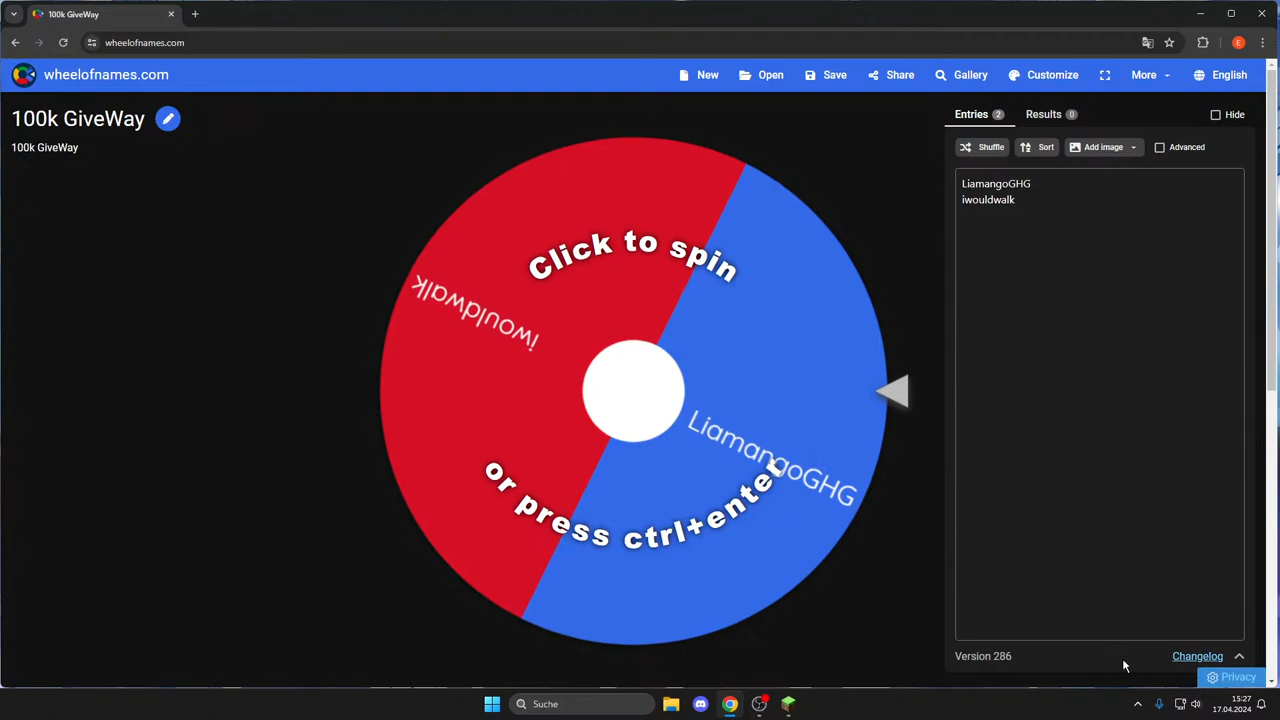 100k GiveWay
wheelofnames.com
E
wheelofnames.com
New
Open
Save
Share
Gallery
Customize
More
English
100k GiveWay
100k GiveWay
Entries 2
Results 0
Hide
Shuffle
Sort
Add image
Advanced
LiamangoGHG
iwouldwalk
Click to spin
iwouldwalk
LiamangoGHG
or press ctrl+enter
Version 286
Changelog
Privacy
Suche
15:27
17.04.2024